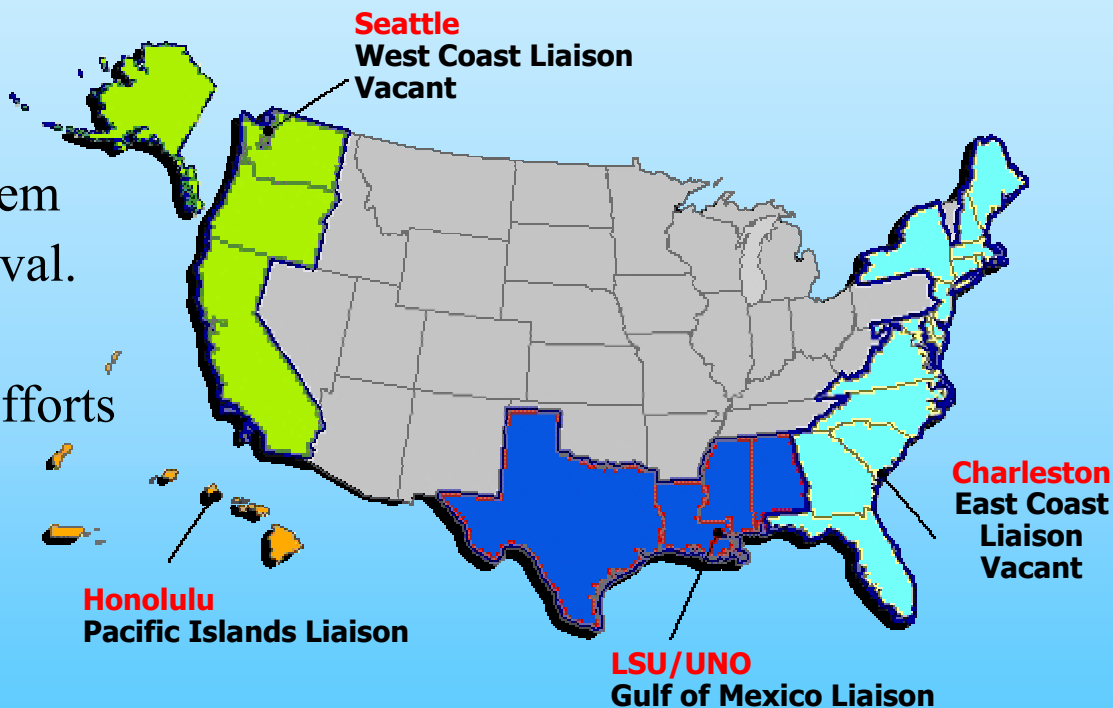 Seattle
West Coast Liaison
Vacant
em
val.
fforts
Charleston
East Coast
Liaison
Vacant
Honolulu
Pacific Islands Liaison
LSU/UNO
Gulf of Mexico Liaison